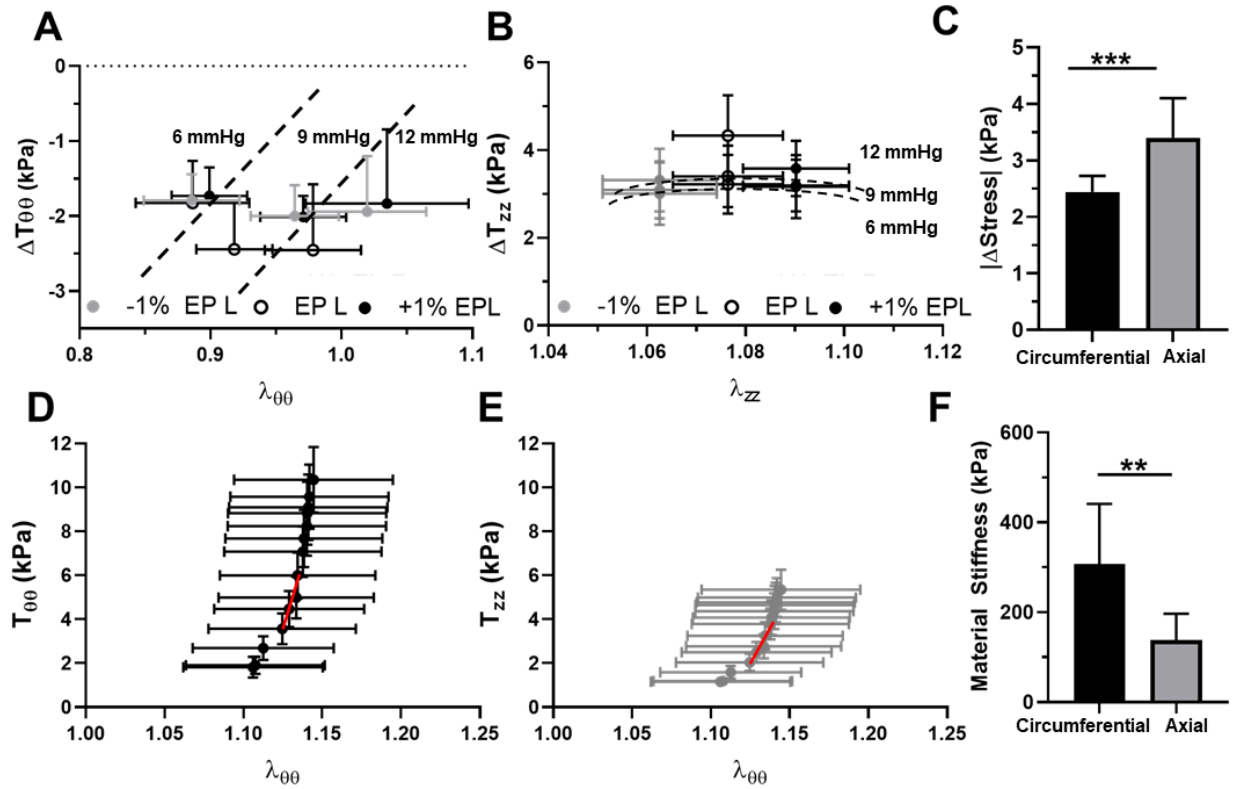 A
0
-1
-2
-3
ΔTθθ (kPa)
6 mmHg
9 mmHg
12 mmHg
-1% EP L
EP L
+1% EPL
0.8
0.9
1.0
1.1
λθθ
B
6
4
2
0
ΔTzz (kPa)
12 mmHg
9 mmHg
6 mmHg
-1% EP L
EP L
+1% EPL
1.04
1.06
1.08
1.10
1.12
λzz
C
5
4
3
2
1
0
|ΔStress| (kPa)
***
Circumferential
Axial
D
12
10
8
6
4
2
0
Tθθ (kPa)
1.00
1.05
1.10
1.15
1.20
1.25
λθθ
E
12
10
8
6
4
2
0
Tzz (kPa)
1.00
1.05
1.10
1.15
1.20
1.25
λθθ
F
600
400
200
0
Material Stiffness (kPa)
**
Circumferential
Axial